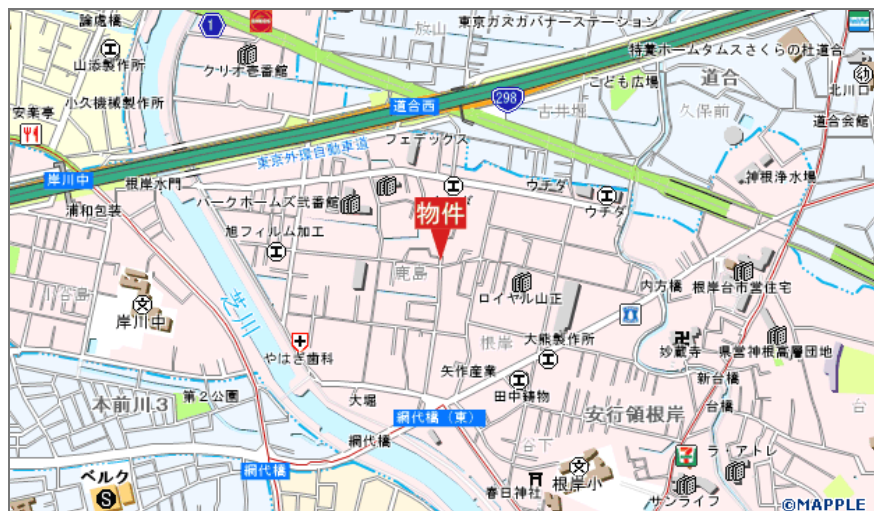 論處橋
1
放山
東京ガスガバナーステーション
山添製作所
クリオ壱番館
特養ホームタムスさくらの杜道合
こども広場
道合
幼
北川口
小久機械製作所
道合西
298
古井堀
久保前
道合会館
安楽亭
フェデックス
東京外環自動車道
岸川中
根岸水門
ウチダ
神根浄水場
浦和包装
パークホームズ弐番館
物件
ウチダ
旭フィルム加工
小谷島
内方橋
根岸台市営住宅
文
岸川中
芝川
ロイヤル山正
根岸
大熊製作所
やはぎ歯科
妙蔵寺
県営神根高層団地
矢作産業
新台橋
本前川3
第2公園
大堀
田中鋳物
台橋
台
網代橋(東)
安行領根岸
網代橋
谷下
ラ・アトレ
網代橋
ベルク
S
文
7
春日神社
根岸小
サンライフ
©MAPPLE